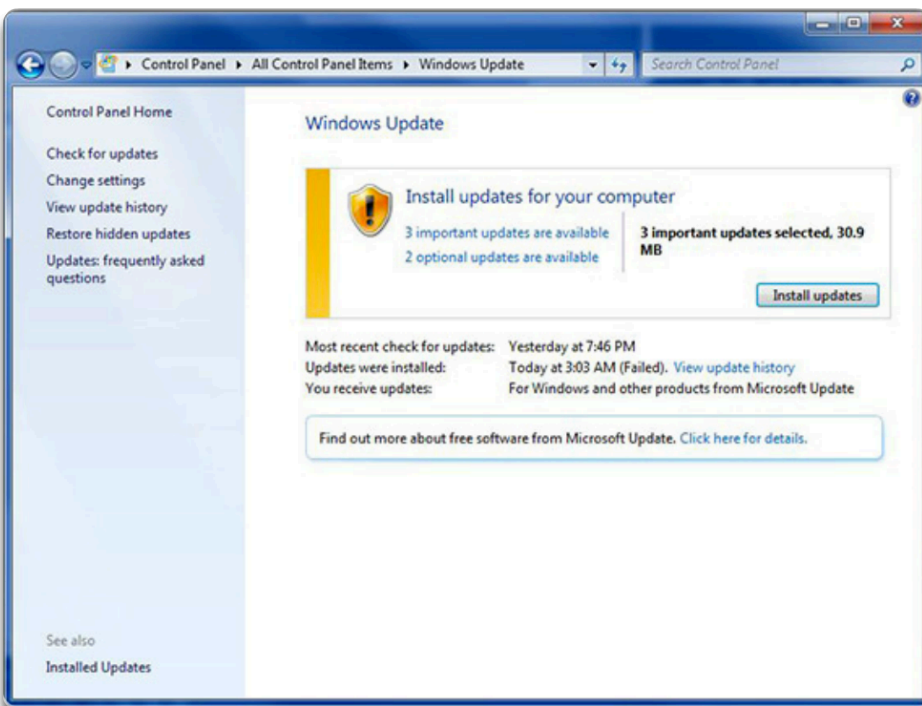 Control Panel ▸ All Control Panel Items ▸ Windows Update
Search Control Panel
Control Panel Home
Check for updates
Change settings
View update history
Restore hidden updates
Updates: frequently asked
questions
See also
Installed Updates
Windows Update
Install updates for your computer
3 important updates are available
2 optional updates are available
3 important updates selected, 30.9
MB
Install updates
Most recent check for updates: Yesterday at 7:46 PM
Updates were installed: Today at 3:03 AM (Failed). View update history
You receive updates: For Windows and other products from Microsoft Update
Find out more about free software from Microsoft Update. Click here for details.